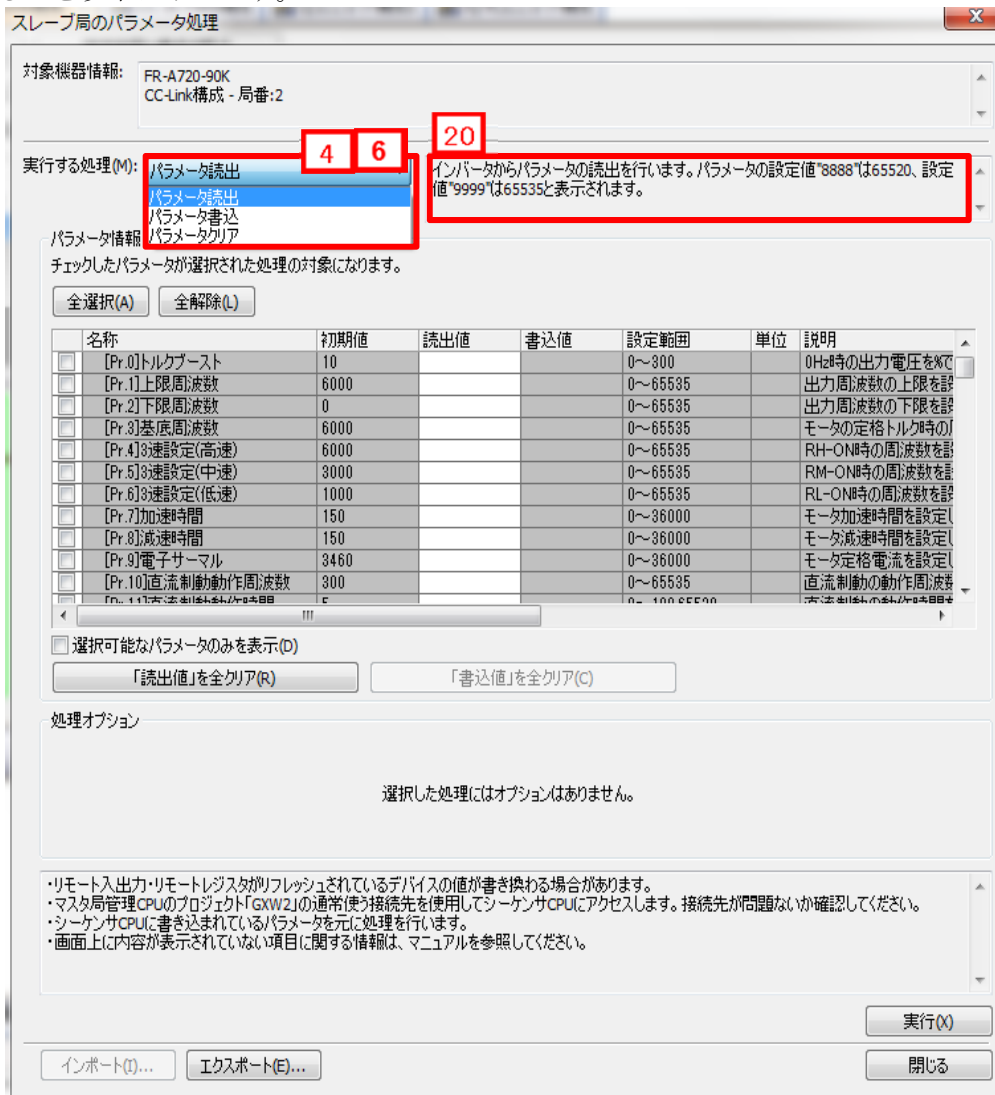 スレーブ局のパラメータ処理
X
対象機器情報:
FR-A720-90K
CC-Link構成 - 局番:2
4
6
20
実行する処理(M):
パラメータ読出
パラメータ読出
パラメータ書込
パラメータクリア
インバータからパラメータの読出を行います。パラメータの設定値"8888"は65520、設定
値"9999"は65535と表示されます。
パラメータ情報
チェックしたパラメータが選択された処理の対象になります。
全選択(A)
全解除(L)
名称 初期値 読出値 書込値 設定範囲 単位 説明
[Pr.0]トルクブースト 10 0～300 0Hz時の出力電圧を%で
[Pr.1]上限周波数 6000 0～65535 出力周波数の上限を設
[Pr.2]下限周波数 0 0～65535 出力周波数の下限を設
[Pr.3]基底周波数 6000 0～65535 モータの定格トルク時の
[Pr.4]3速設定(高速) 6000 0～65535 RH-ON時の周波数を設
[Pr.5]3速設定(中速) 3000 0～65535 RM-ON時の周波数を
[Pr.6]3速設定(低速) 1000 0～65535 RL-ON時の周波数を設
[Pr.7]加速時間 150 0～36000 モータ加速時間を設定し
[Pr.8]減速時間 150 0～36000 モータ減速時間を設定し
[Pr.9]電子サーマル 3460 0～36000 モータ定格電流を設定し
[Pr.10]直流制動動作周波数 300 0～65535 直流制動の動作周波数
選択可能なパラメータのみを表示(D)
「読出値」を全クリア(R)
「書込値」を全クリア(C)
処理オプション
選択した処理にはオプションはありません。
・リモート入出力・リモートレジスタがリフレッシュされているデバイスの値が書き換わる場合があります。
・マスタ局管理CPUのプロジェクト「GXW2」の通常使う接続先を使用してシーケンサCPUにアクセスします。接続先が問題ないか確認してください。
・シーケンサCPUに書き込まれているパラメータを元に処理を行います。
・画面上に内容が表示されていない項目に関する情報は、マニュアルを参照してください。
実行(X)
インポート(I)...
エクスポート(E)...
閉じる